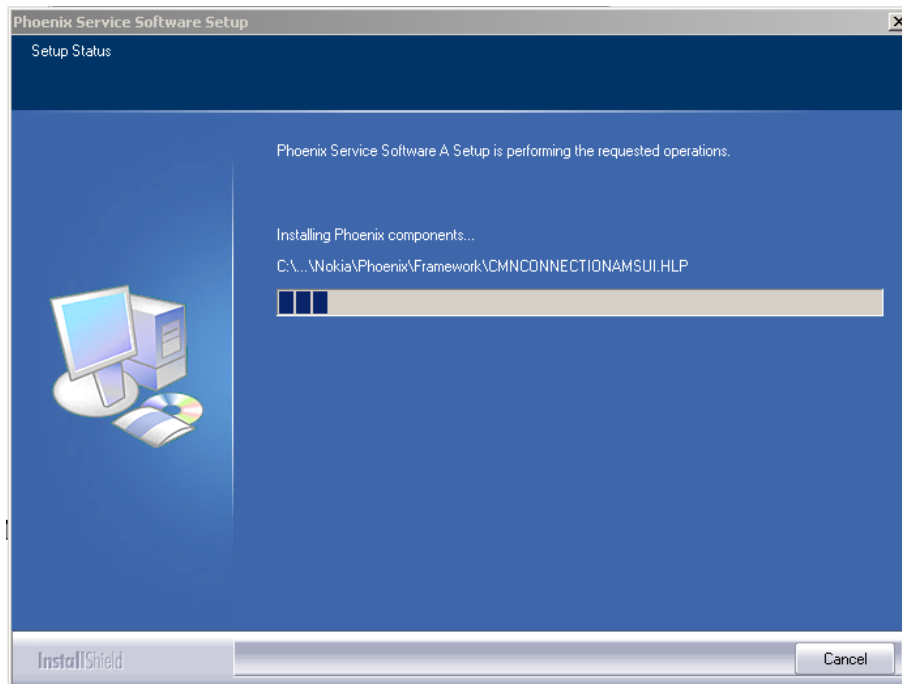 Phoenix Service Software Setup
Setup Status
Phoenix Service Software A Setup is performing the requested operations.
Installing Phoenix components...
C:\...\Nokia\Phoenix\Framework\CMNCONNECTIONAMSUI.HLP
InstallShield
Cancel